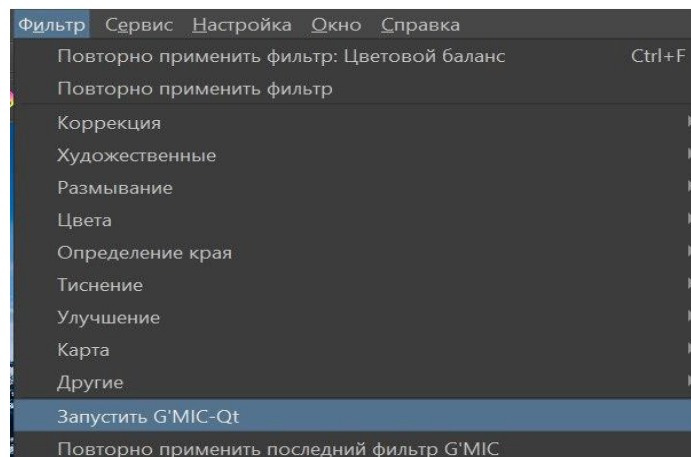 Фильтр Сервис Настройка Окно Справка
Повторно применить фильтр: Цветовой баланс Ctrl+F
Повторно применить фильтр
Коррекция
Художественные
Размывание
Цвета
Определение края
Тиснение
Улучшение
Карта
Другие
Запустить G'MIC-Qt
Повторно применить последний фильтр G'MIC